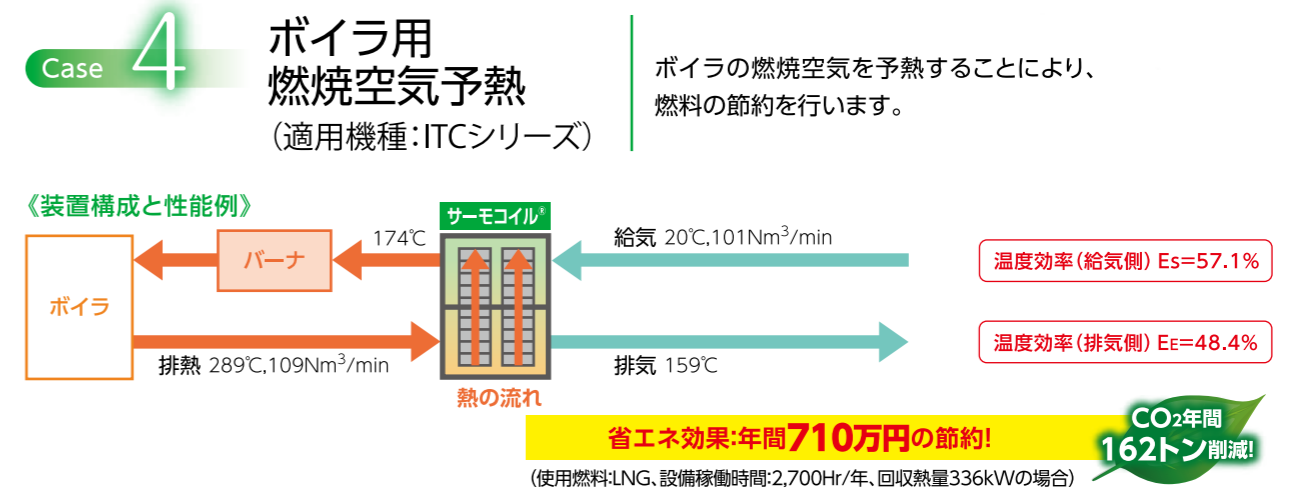 Case 4
ボイラ用
燃焼空気予熱
(適用機種:ITCシリーズ)
ボイラの燃焼空気を予熱することにより、
燃料の節約を行います。
《装置構成と性能例》
サーモコイル®
ボイラ
バーナ
174℃
給気 20℃,101Nm³/min
温度効率(給気側) Es=57.1%
排熱 289℃,109Nm³/min
排気 159℃
温度効率(排気側) EE=48.4%
熱の流れ
省エネ効果:年間710万円の節約!
CO2年間
162トン削減!
(使用燃料:LNG、設備稼働時間:2,700Hr/年、回収熱量336kWの場合)